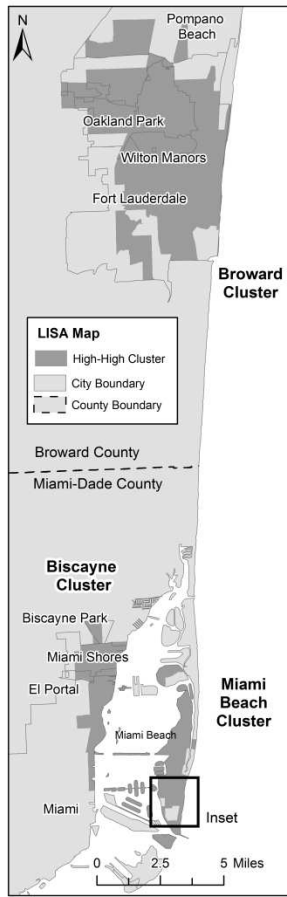 N
Pompano
Beach
Oakland Park
Wilton Manors
Fort Lauderdale
Broward
Cluster
LISA Map
High-High Cluster
City Boundary
County Boundary
Broward County
Miami-Dade County
Biscayne
Cluster
Biscayne Park
Miami Shores
El Portal
Miami
Beach
Cluster
Miami Beach
Miami
Inset
0 2.5 5 Miles